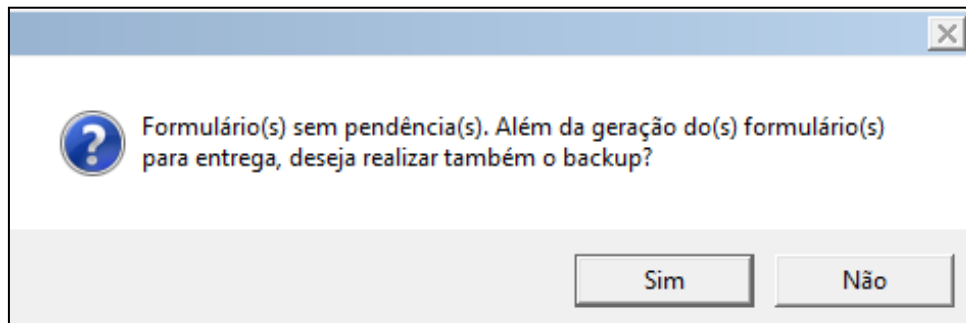 Formulário(s) sem pendência(s). Além da geração do(s) formulário(s)
para entrega, deseja realizar também o backup?
Sim
Não